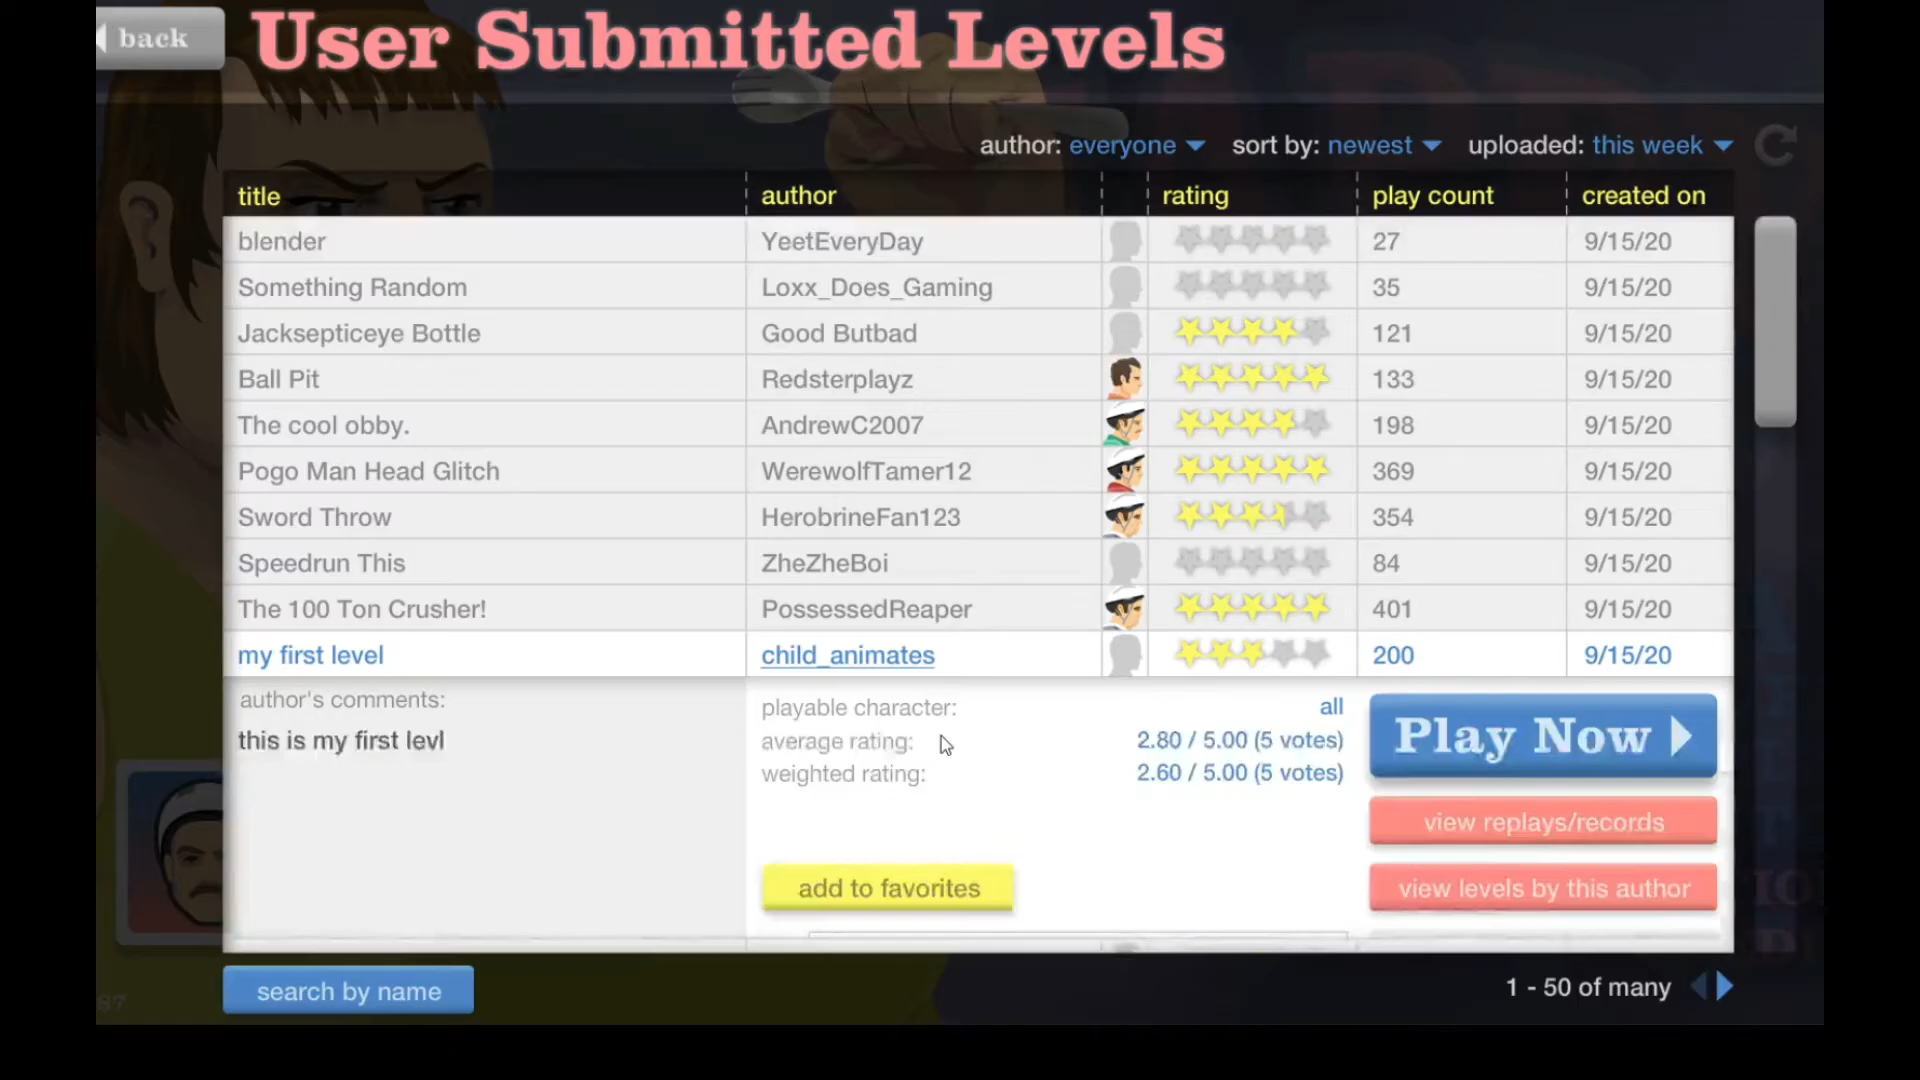 back
User Submitted Levels
author: everyone sort by: newest uploaded: this week
title author rating play count created on
blender YeetEveryDay 27 9/15/20
Something Random Loxx_Does_Gaming 35 9/15/20
Jacksepticeye Bottle Good Butbad 121 9/15/20
Ball Pit Redsterplayz 133 9/15/20
The cool obby. AndrewC2007 198 9/15/20
Pogo Man Head Glitch WerewolfTamer12 369 9/15/20
Sword Throw HerobrineFan123 354 9/15/20
Speedrun This ZheZheBoi 84 9/15/20
The 100 Ton Crusher! PossessedReaper 401 9/15/20
my first level child_animates 200 9/15/20
author's comments:
this is my first levl
playable character: all
average rating: 2.80 / 5.00 (5 votes)
weighted rating: 2.60 / 5.00 (5 votes)
Play Now
view replays/records
add to favorites
view levels by this author
search by name
1 - 50 of many
87